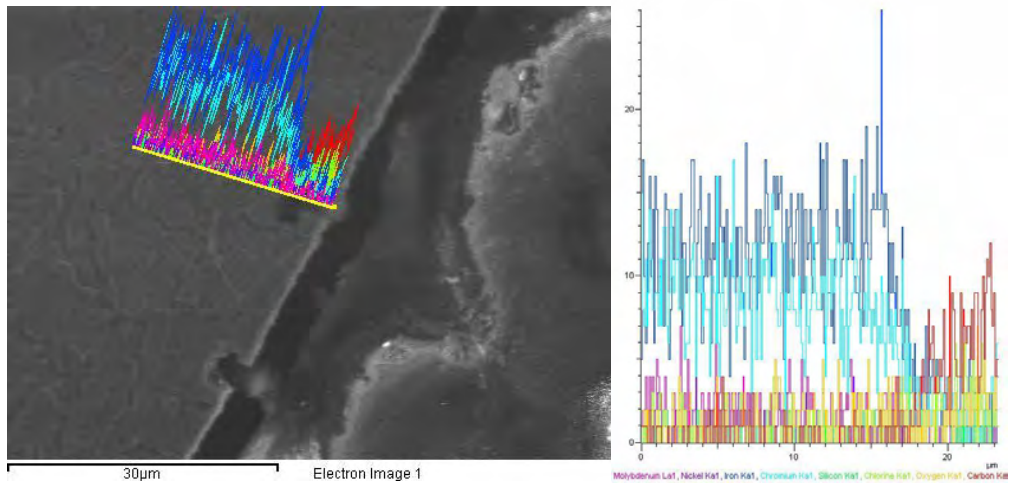 30µm
Electron Image 1
20
10
0
0
10
20
µm
Molybdenum La1, Nickel Ka1, Iron Ka1, Chromium Ka1, Silicon Ka1, Chlorine Ka1, Oxygen Ka1, Carbon